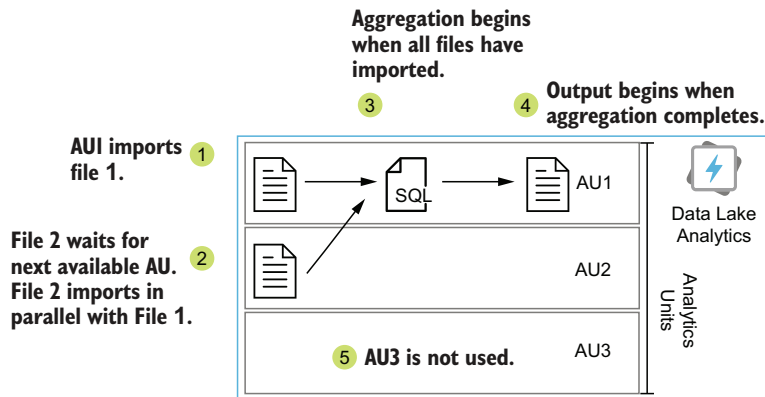 Aggregation begins
when all files have
imported.
3
4
Output begins when
aggregation completes.
AU1 imports
file 1.
1
SQL
AU1
Data Lake
Analytics
File 2 waits for
next available AU.
File 2 imports in
parallel with File 1.
2
AU2
Analytics
Units
5
AU3 is not used.
AU3